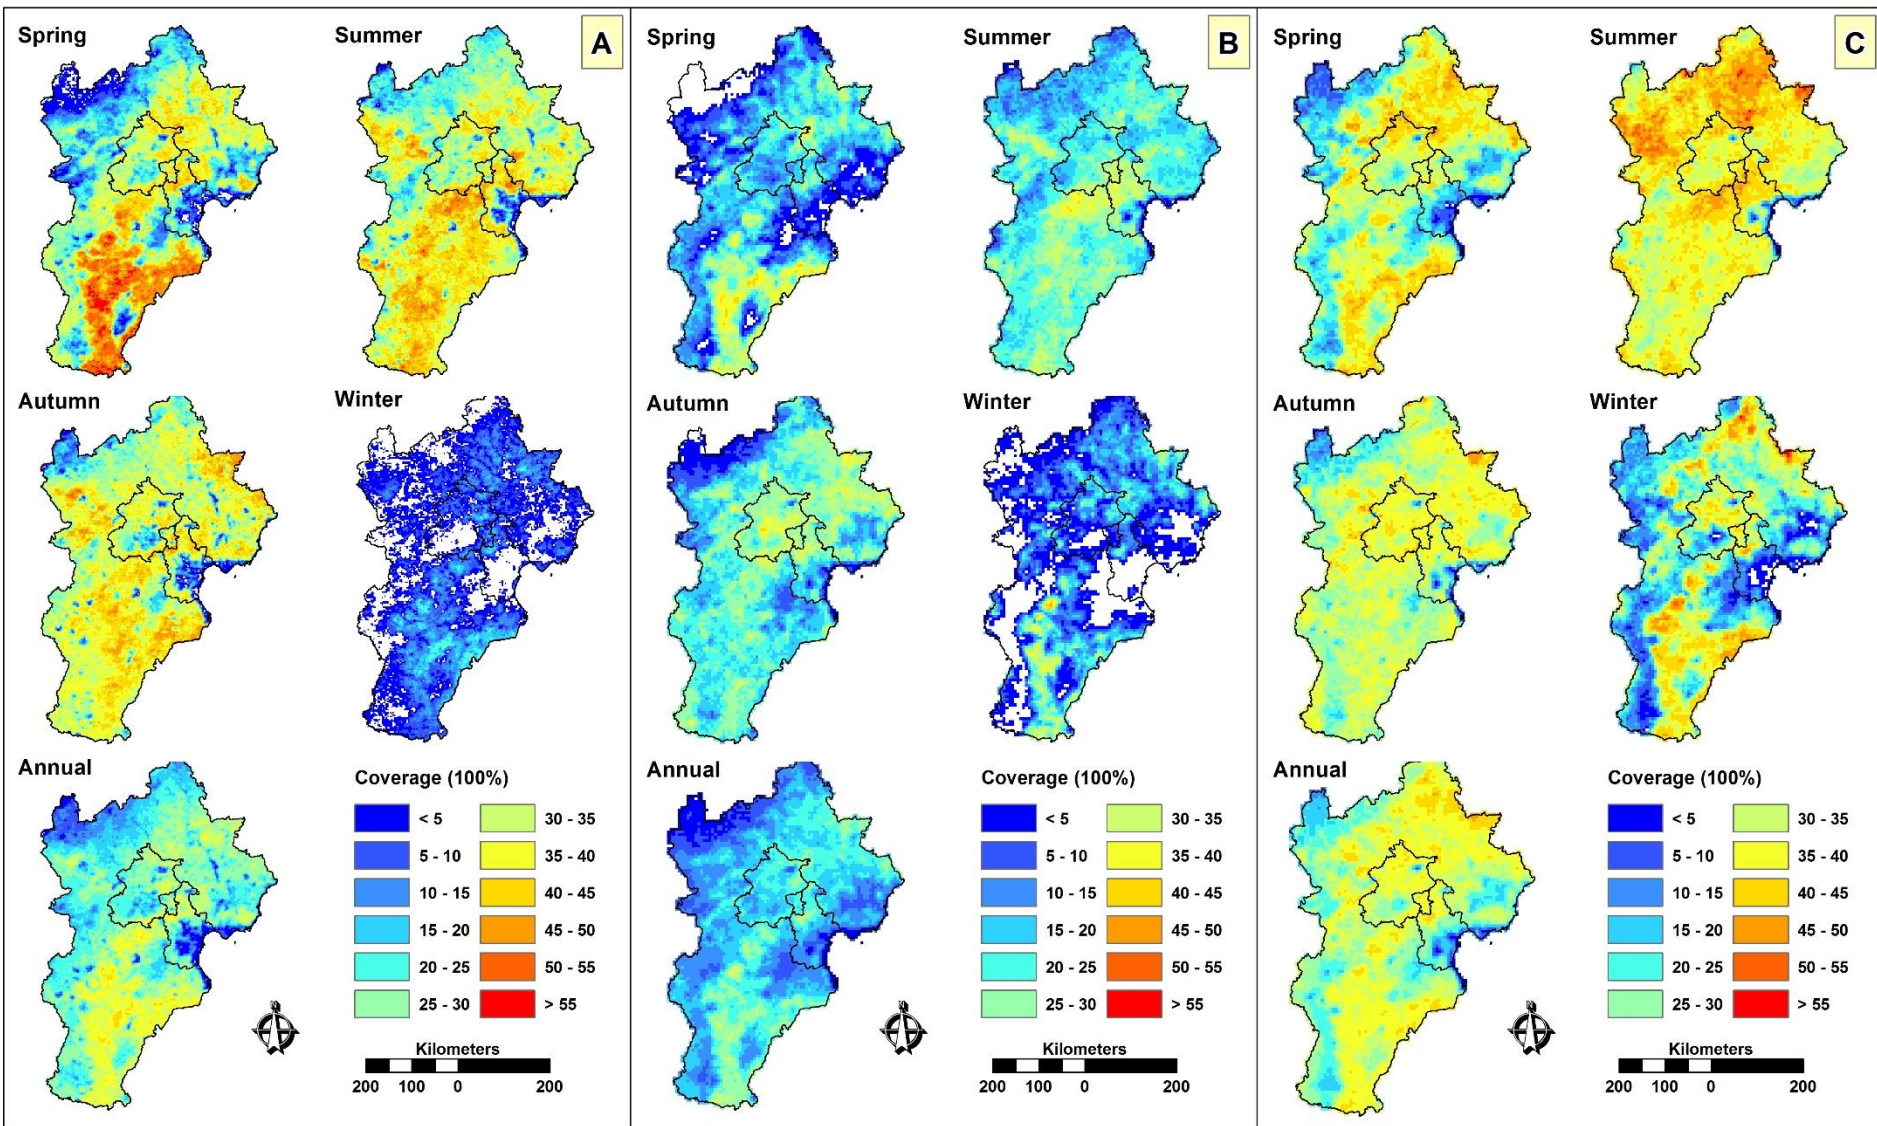 A
Spring
Summer
Autumn
Winter
Annual
Coverage (100%)
< 5
30 - 35
5 - 10
35 - 40
10 - 15
40 - 45
15 - 20
45 - 50
20 - 25
50 - 55
25 - 30
> 55
Kilometers
200 100 0 200
B
Spring
Summer
Autumn
Winter
Annual
Coverage (100%)
< 5
30 - 35
5 - 10
35 - 40
10 - 15
40 - 45
15 - 20
45 - 50
20 - 25
50 - 55
25 - 30
> 55
Kilometers
200 100 0 200
C
Spring
Summer
Autumn
Winter
Annual
Coverage (100%)
< 5
30 - 35
5 - 10
35 - 40
10 - 15
40 - 45
15 - 20
45 - 50
20 - 25
50 - 55
25 - 30
> 55
Kilometers
200 100 0 200